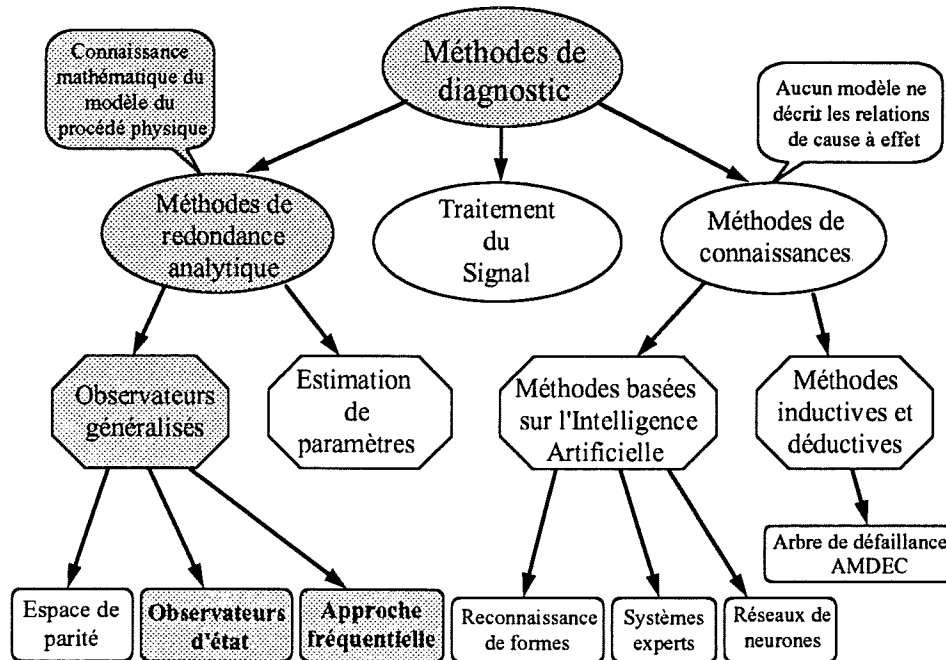 Connaissance
mathématique du
modèle du
procédé physique
Méthodes de
diagnostic
Aucun modèle ne
décrit les relations
de cause à effet
Méthodes de
redondance
analytique
Traitement
du
Signal
Méthodes de
connaissances
Observateurs
généralisés
Estimation
de
paramètres
Méthodes basées
sur l'Intelligence
Artificielle
Méthodes
inductives et
déductives
Arbre de défaillance
AMDEC
Espace de
parité
Observateurs
d'état
Approche
fréquentielle
Reconnaissance
de formes
Systèmes
experts
Réseaux de
neurones